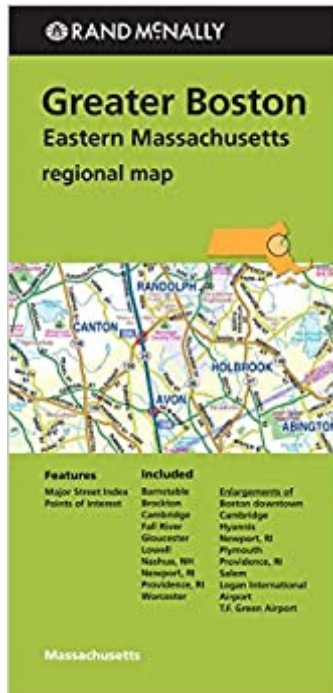 RAND McNALLY
Greater Boston
Eastern Massachusetts
regional map
RANDOLPH
CANTON
HOLBROOK
AVON
ABINGTO
Features
Major Street Index
Points of Interest
Included
Barnstable
Brockton
Cambridge
Fall River
Gloucester
Lowell
Nashua, NH
Newport, RI
Providence, RI
Worcester
Enlargements of
Boston downtown
Cambridge
Hyannis
Newport, RI
Plymouth
Providence, RI
Salem
Logan International
Airport
T.F. Green Airport
Massachusetts